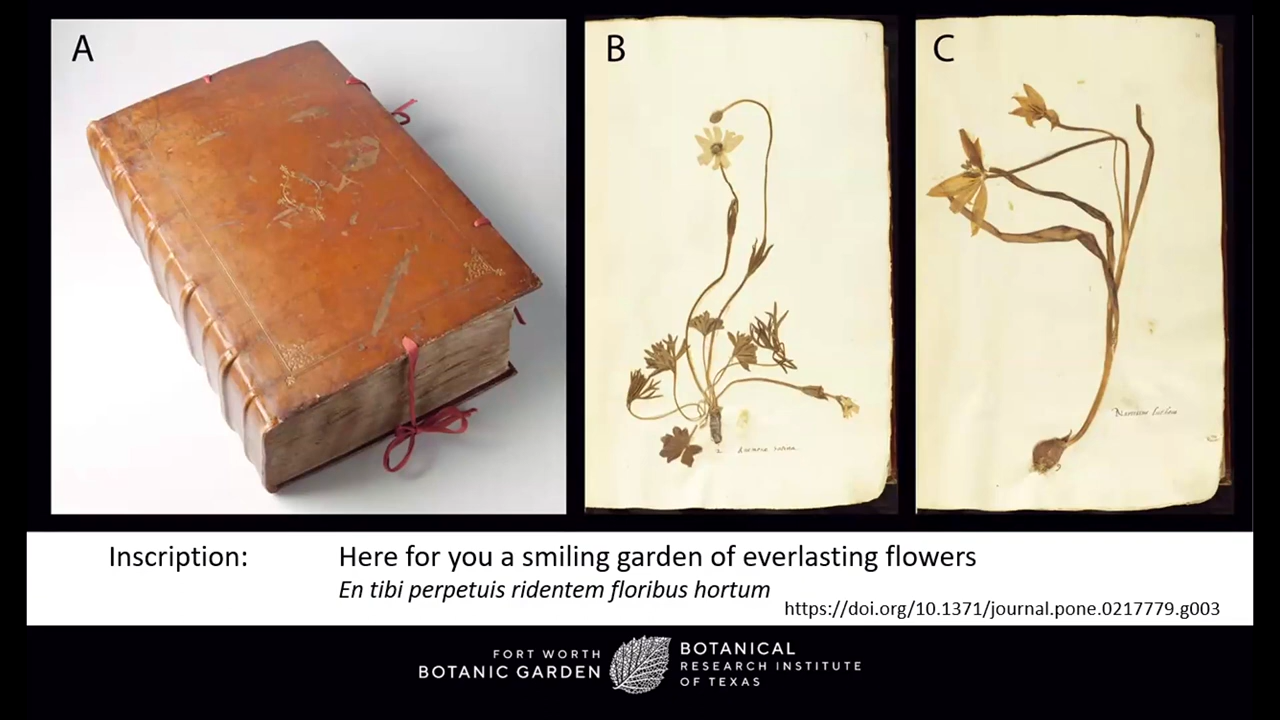 A
B
C
2
Inscription:
Here for you a smiling garden of everlasting flowers
En tibi perpetuis ridentem floribus hortum
https://doi.org/10.1371/journal.pone.0217779.g003
FORT WORTH
BOTANIC GARDEN
BOTANICAL
RESEARCH INSTITUTE
OF TEXAS